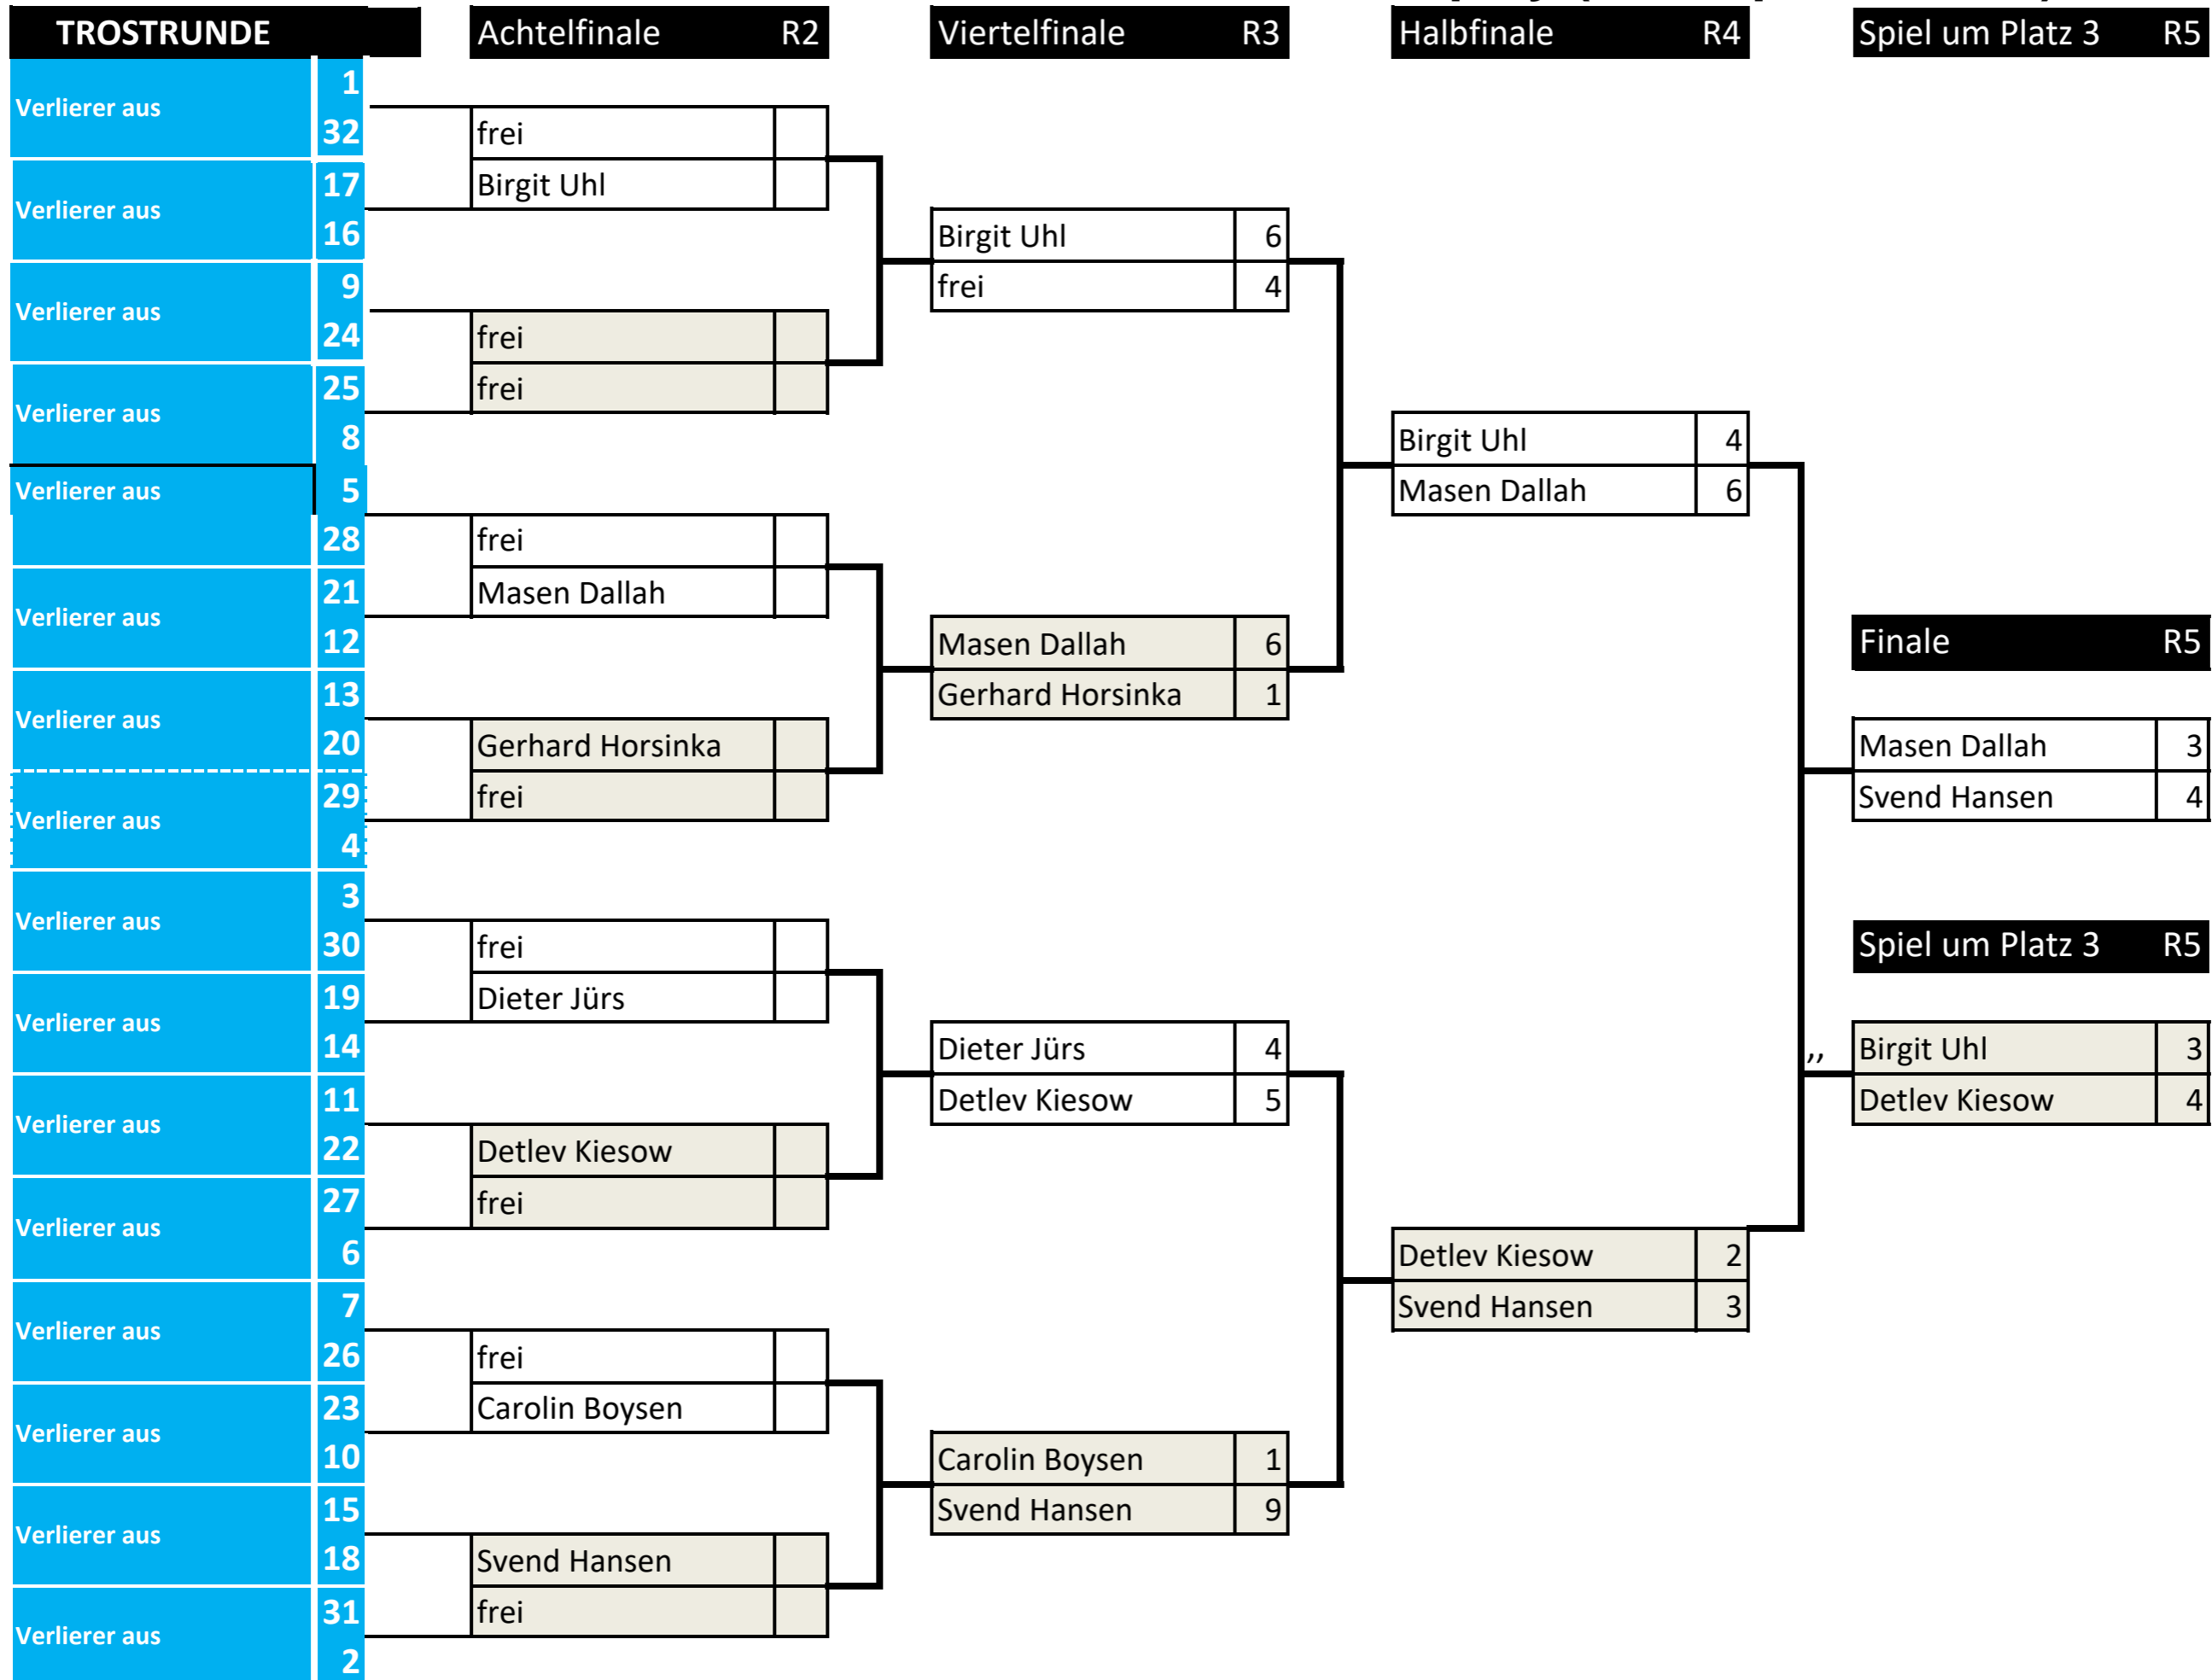 TROSTRUNDE Achtelfinale R2 Viertelfinale R3 Halbfinale R4 Spiel um Platz 3 R5
Verlierer aus 1
32 frei
17 Birgit Uhl
Verlierer aus
16 Birgit Uhl 6
9 frei 4
Verlierer aus
24 frei
25 frei
Verlierer aus
8 Birgit Uhl 4
Verlierer aus 5 Masen Dallah 6
28 frei
21 Masen Dallah
Verlierer aus
12 Masen Dallah 6 Finale R5
13 Gerhard Horsinka 1
Verlierer aus
20 Gerhard Horsinka Masen Dallah 3
29 frei Svend Hansen 4
Verlierer aus
4
3
Verlierer aus
30 frei Spiel um Platz 3 R5
19 Dieter Jürs
Verlierer aus
14 Dieter Jürs 4 ,, Birgit Uhl 3
11 Detlev Kiesow 5 Detlev Kiesow 4
Verlierer aus
22 Detlev Kiesow
27 frei
Verlierer aus
6 Detlev Kiesow 2
7 Svend Hansen 3
Verlierer aus
26 frei
23 Carolin Boysen
Verlierer aus
10 Carolin Boysen 1
15 Svend Hansen 9
Verlierer aus
18 Svend Hansen
31 frei
Verlierer aus
2